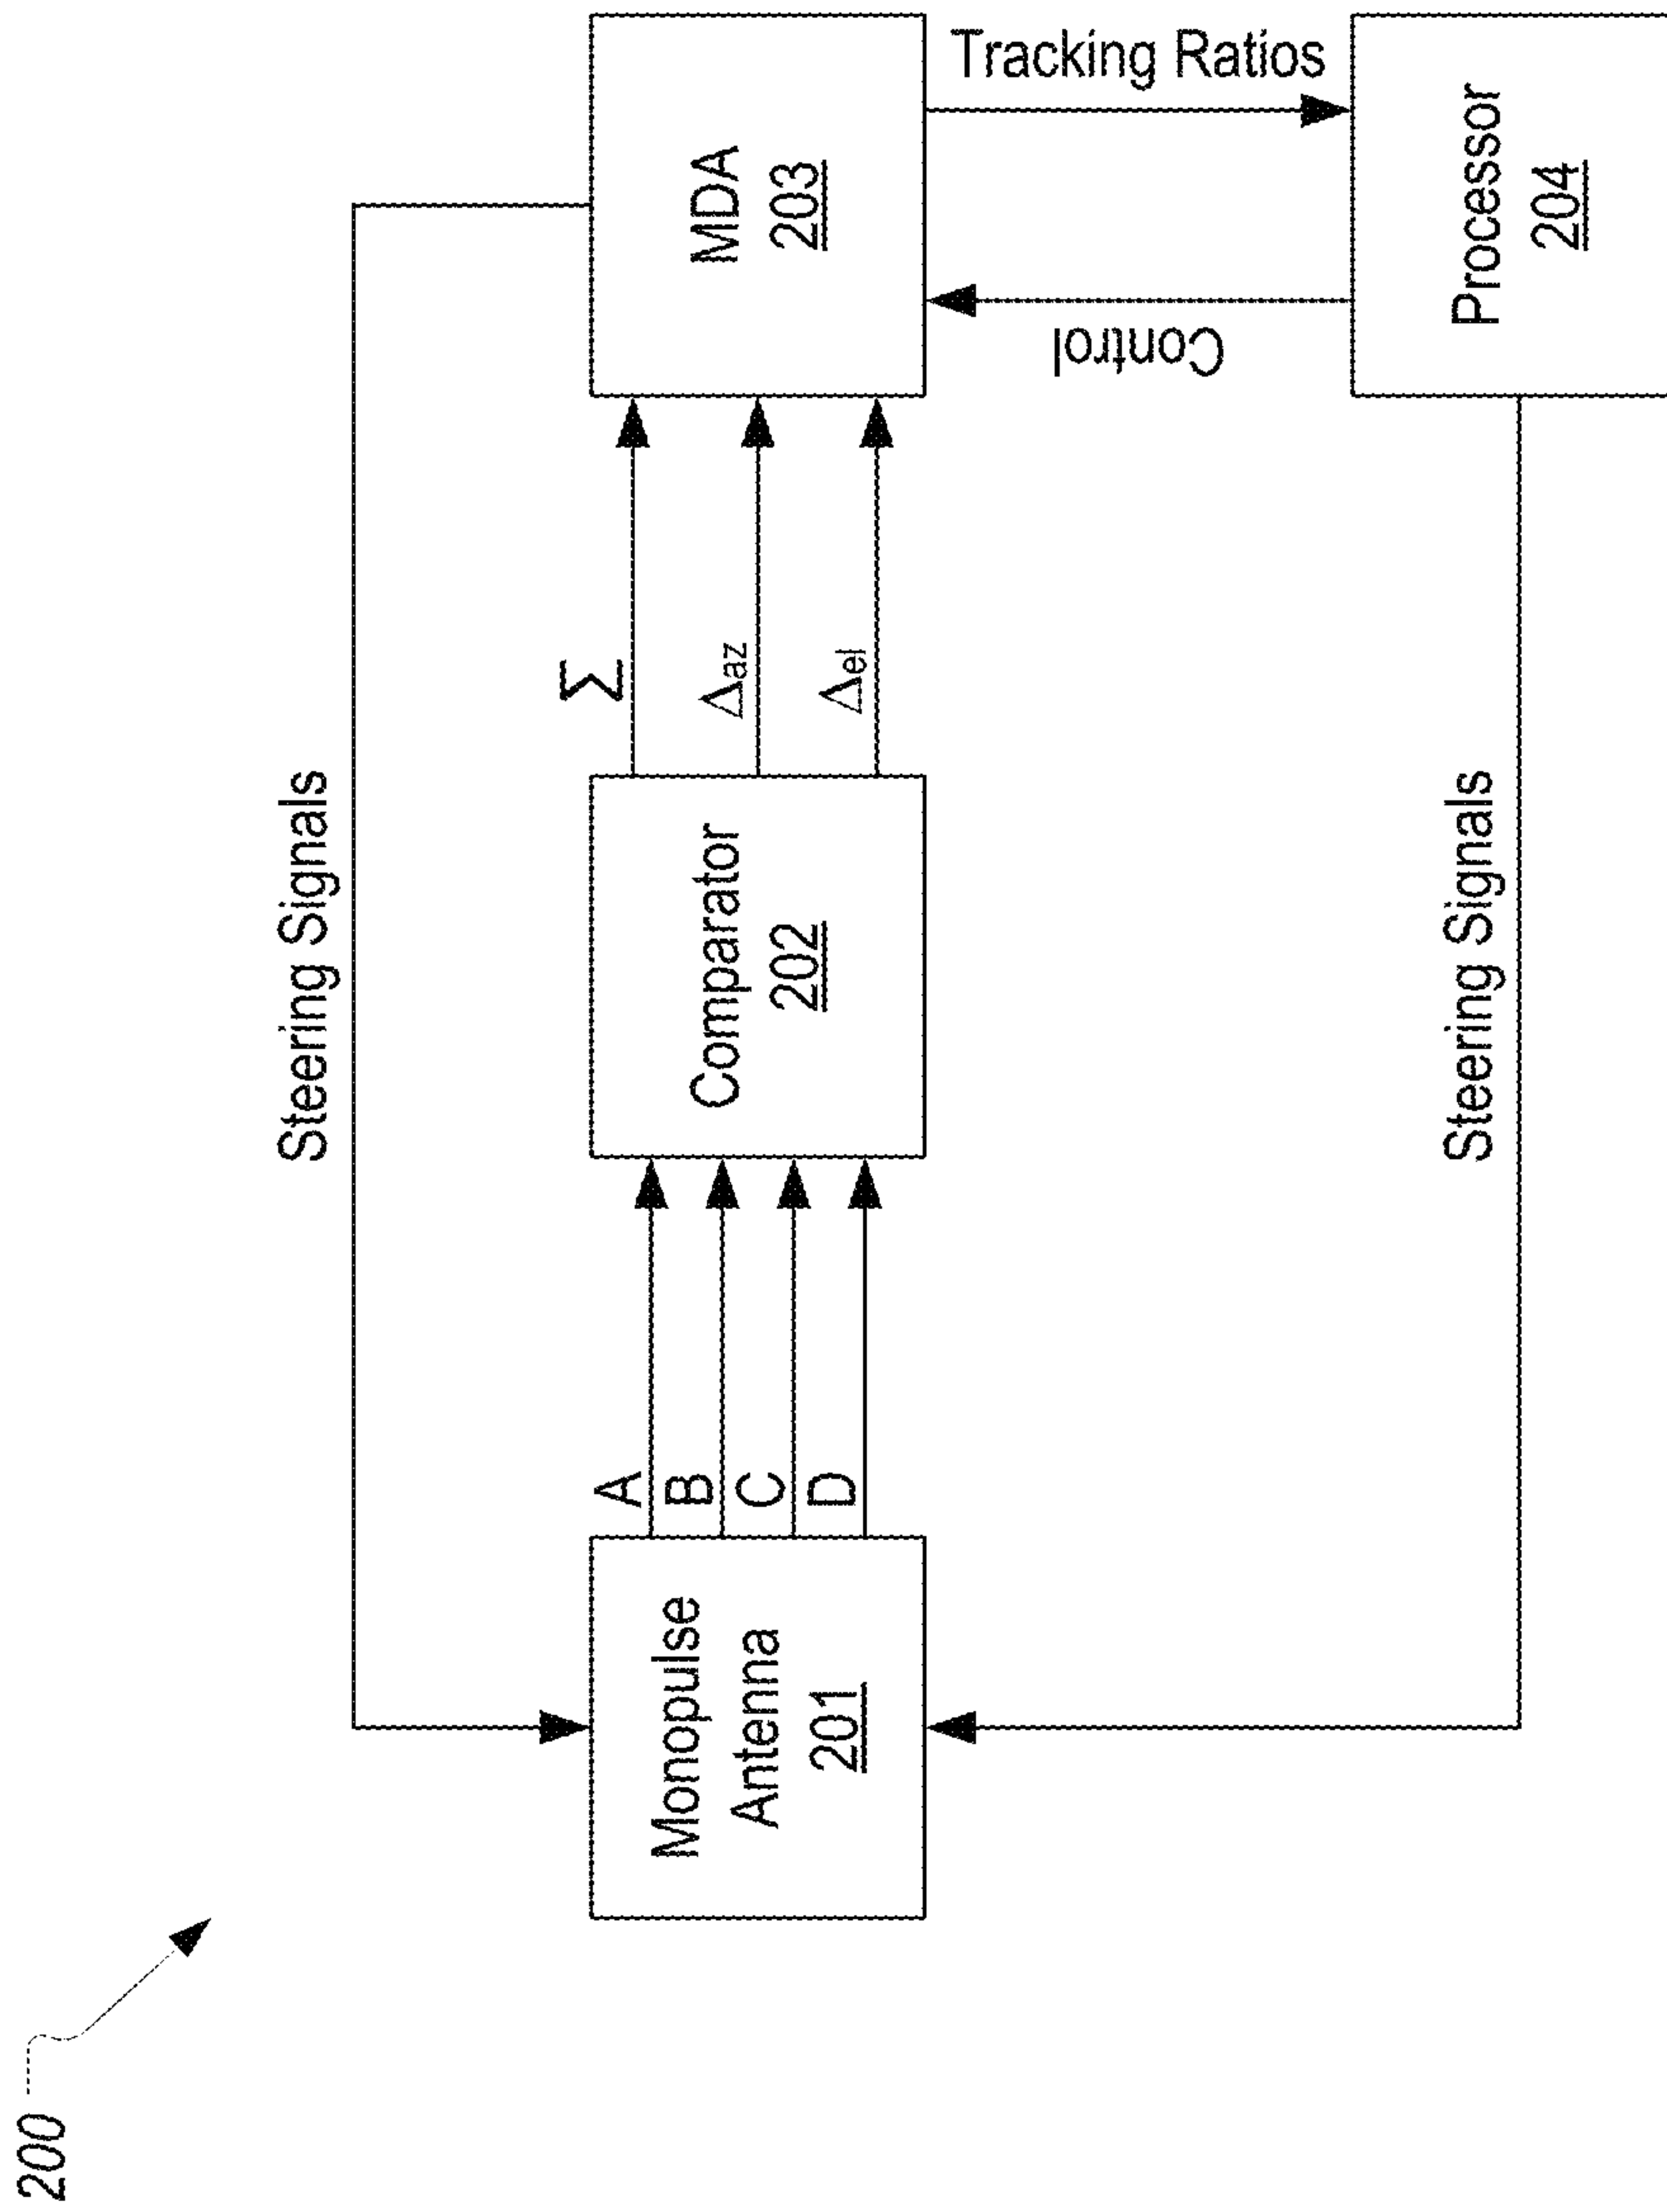 200
Steering Signals
Monopulse
Antenna
201
A
B
C
D
Comparator
202
Σ
Δaz
Δel
MDA
203
Tracking Ratios
Control
Processor
204
Steering Signals